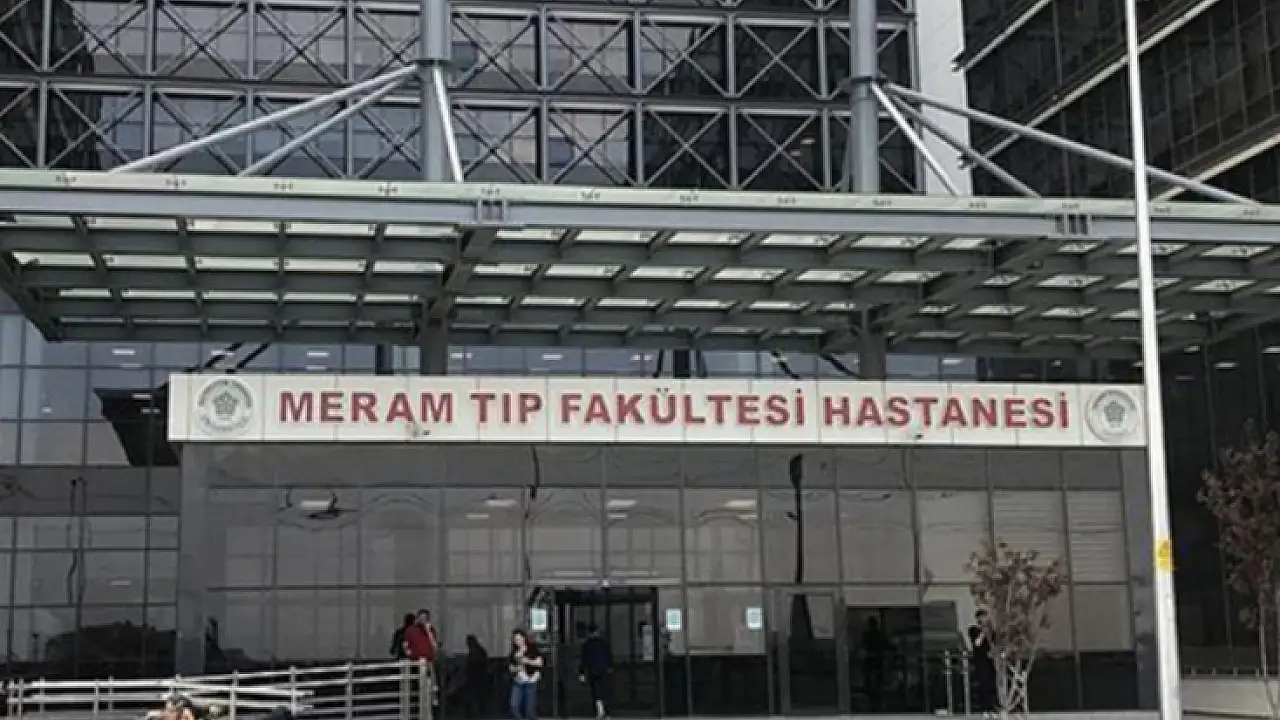 MERAM TIP FAKÜLTESİ HASTANESİ